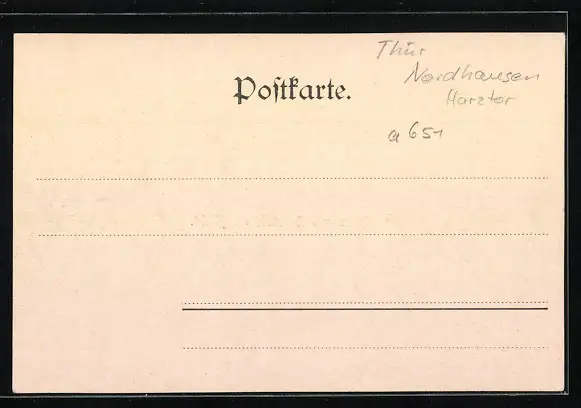 Thür
Nordhausen
Harztor
Poſtkarte.
a 651